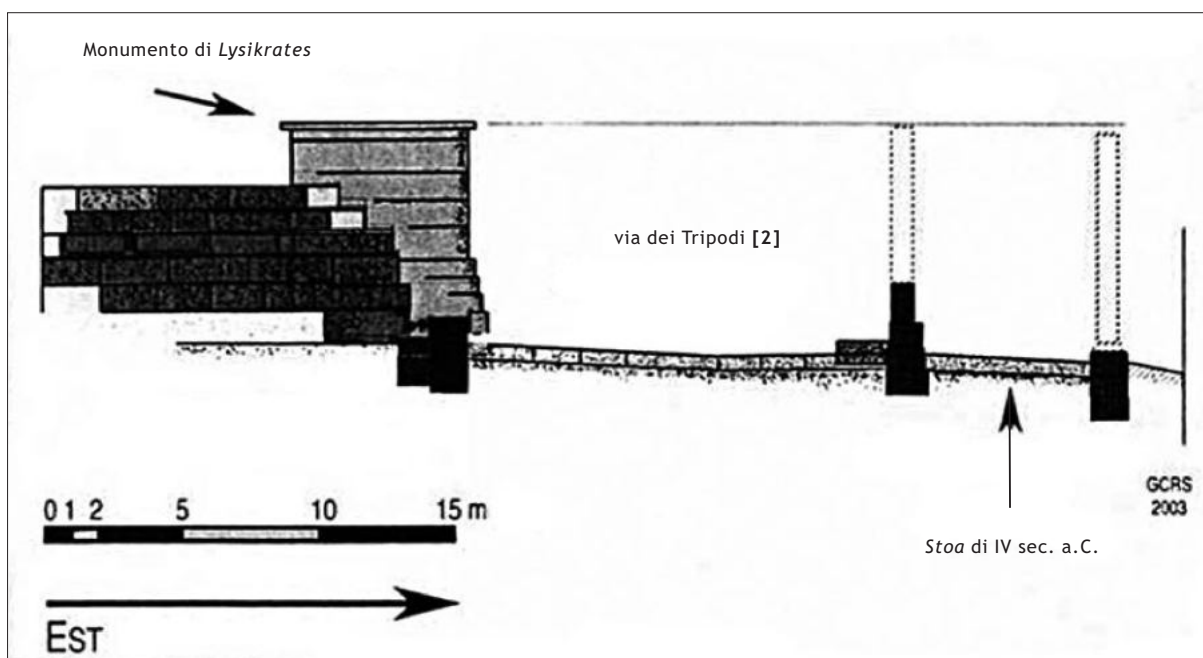 Monumento di Lysikrates
via dei Tripodi [2]
0 1 2 5 10 15 m
GCRS
2003
Stoa di IV sec. a.C.
EST